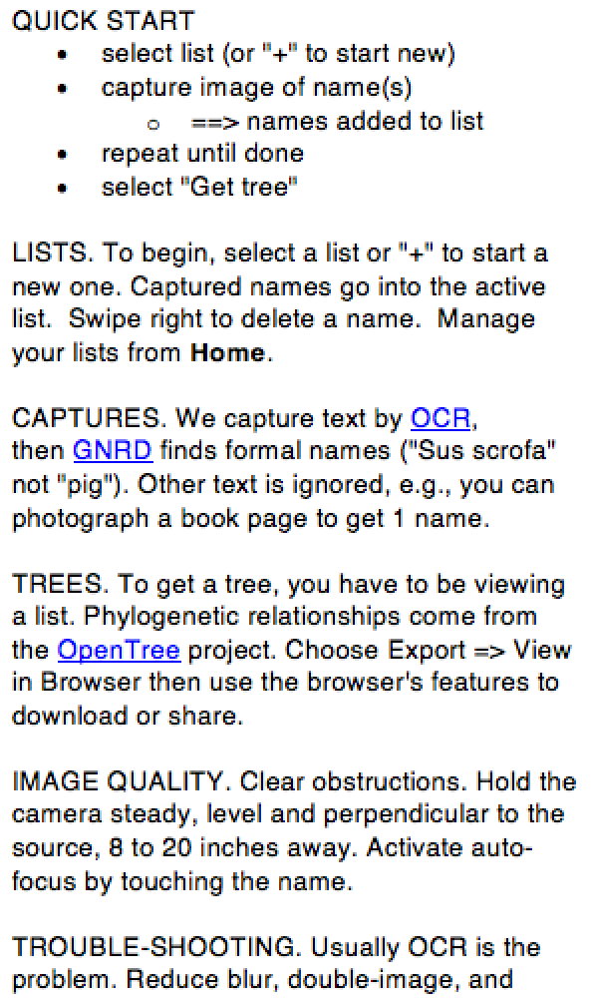 QUICK START
• select list (or "+" to start new)
• capture image of name(s)
o ==> names added to list
• repeat until done
• select "Get tree"
LISTS. To begin, select a list or "+" to start a
new one. Captured names go into the active
list.  Swipe right to delete a name.  Manage
your lists from Home.
CAPTURES. We capture text by OCR,
then GNRD finds formal names ("Sus scrofa"
not "pig"). Other text is ignored, e.g., you can
photograph a book page to get 1 name.
TREES. To get a tree, you have to be viewing
a list. Phylogenetic relationships come from
the OpenTree project. Choose Export => View
in Browser then use the browser's features to
download or share.
IMAGE QUALITY. Clear obstructions. Hold the
camera steady, level and perpendicular to the
source, 8 to 20 inches away. Activate auto-
focus by touching the name.
TROUBLE-SHOOTING. Usually OCR is the
problem. Reduce blur, double-image, and